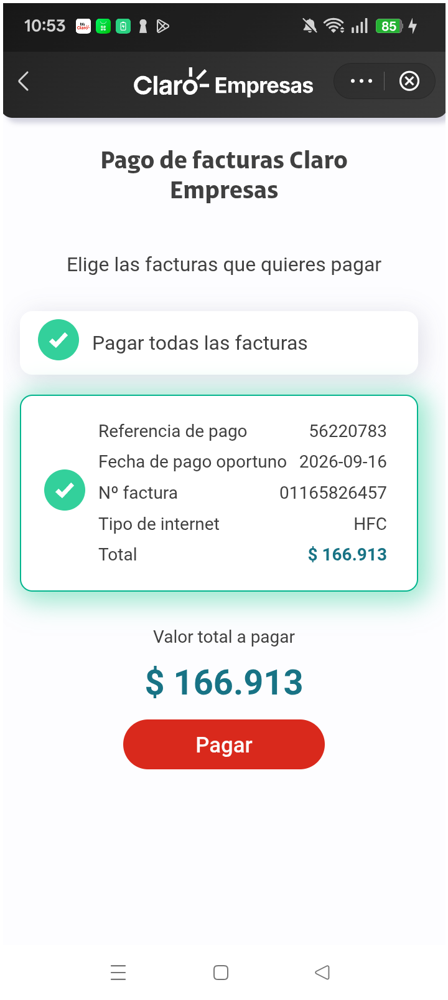 10:53
Mi
Claro
85
Claro Empresas
Pago de facturas Claro
Empresas
Elige las facturas que quieres pagar
Pagar todas las facturas
Referencia de pago 56220783
Fecha de pago oportuno 2026-09-16
Nº factura 01165826457
Tipo de internet HFC
Total $ 166.913
Valor total a pagar
$ 166.913
Pagar